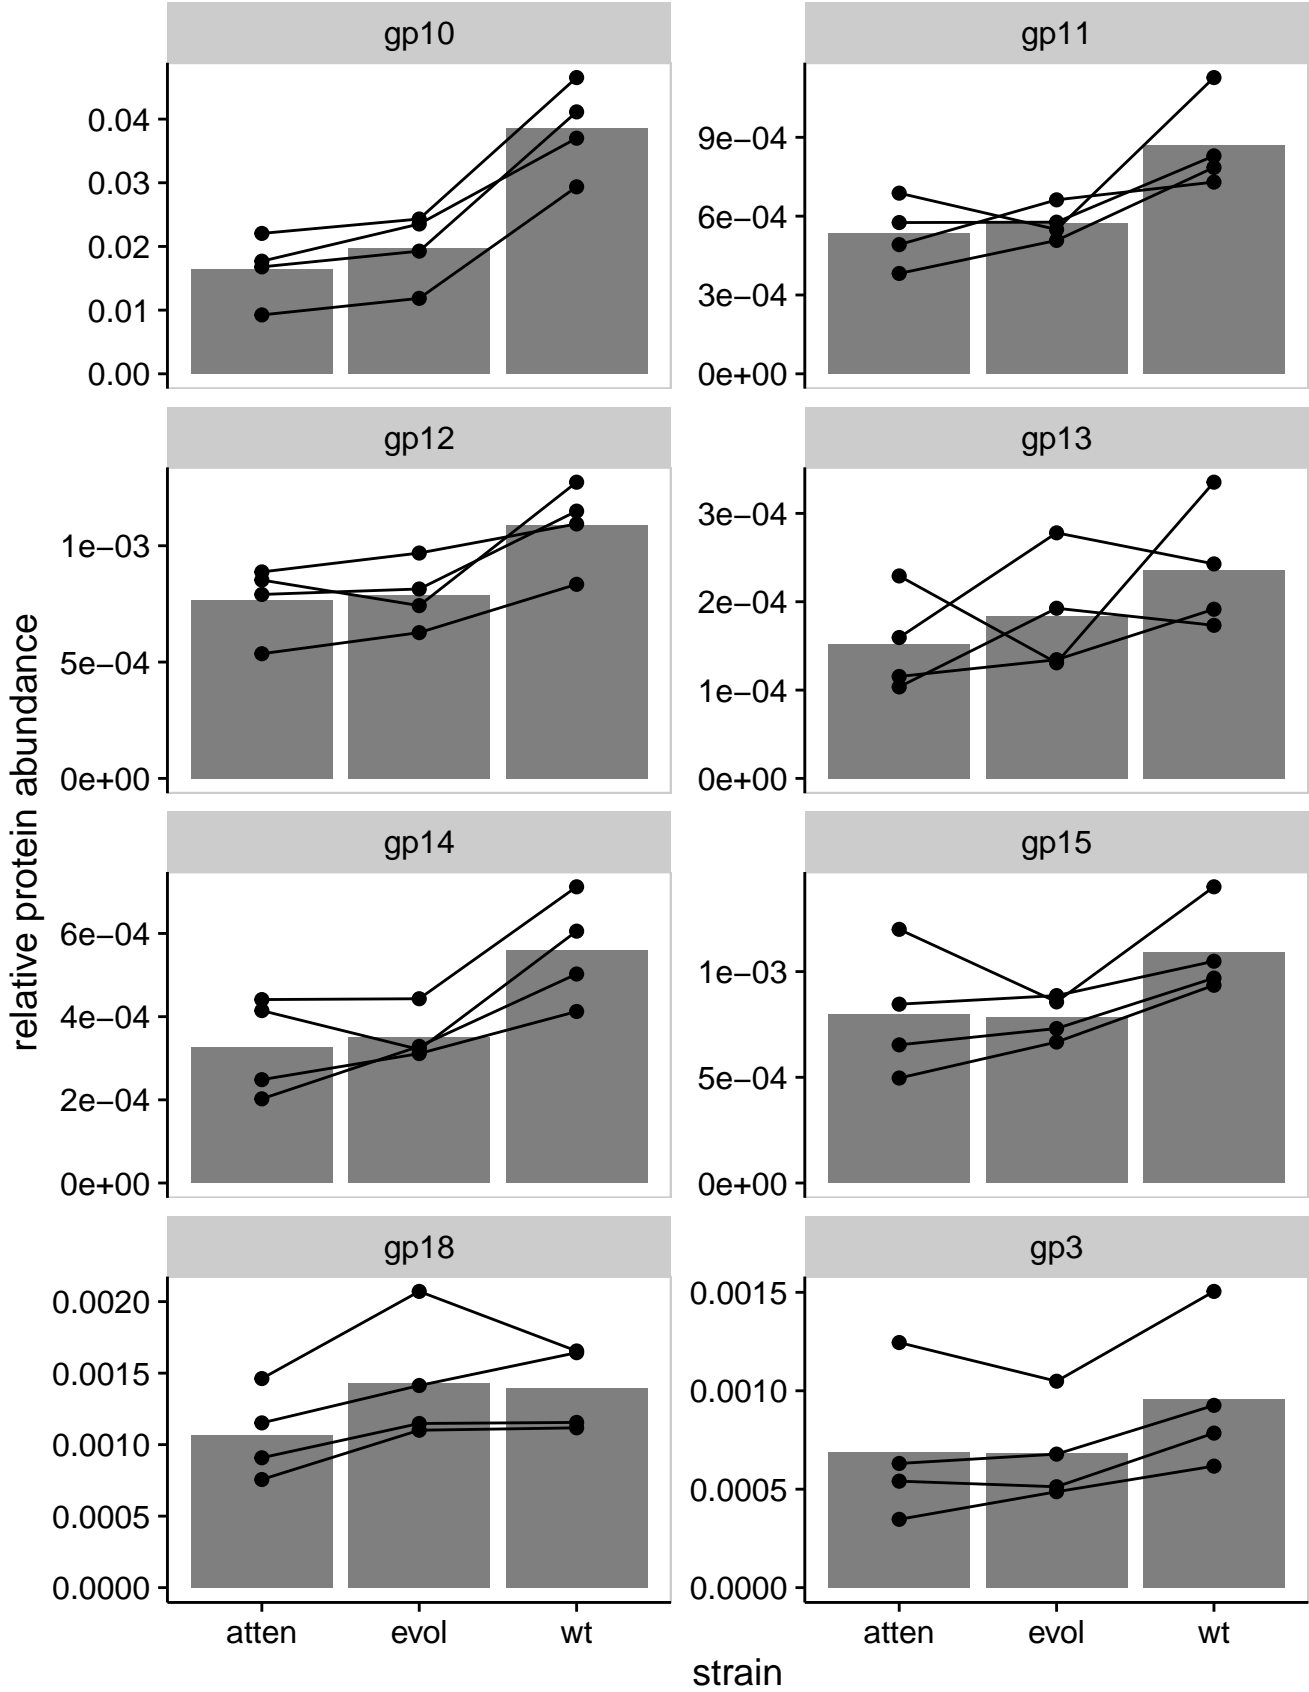 gp10
gp11
0.04
0.03
0.02
0.01
0.00
9e−04
6e−04
3e−04
0e+00
gp12
gp13
1e−03
5e−04
0e+00
3e−04
2e−04
1e−04
0e+00
relative protein abundance
gp14
gp15
6e−04
4e−04
2e−04
0e+00
1e−03
5e−04
0e+00
gp18
gp3
0.0020
0.0015
0.0010
0.0005
0.0000
0.0015
0.0010
0.0005
0.0000
atten evol wt
atten evol wt
strain